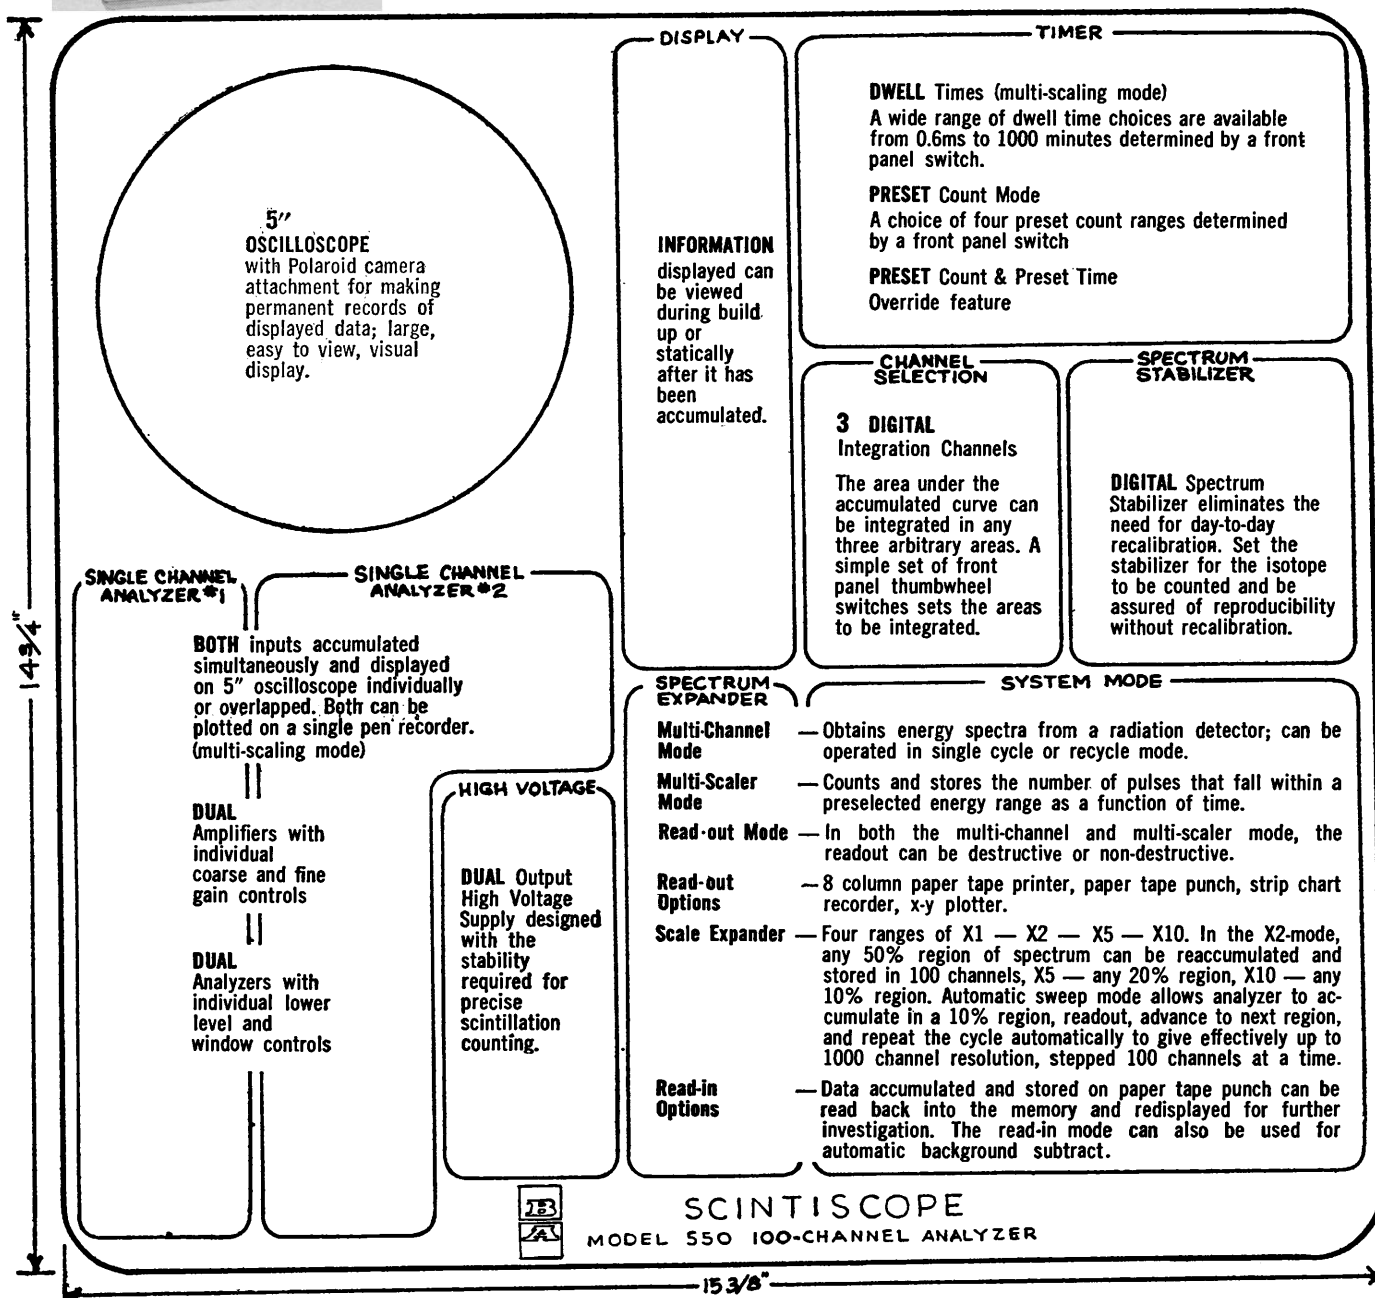 DISPLAY
INFORMATION
displayed can
be viewed
during build
up or
statically
after it has
been
accumulated.
TIMER
DWELL Times (multi-scaling mode)
A wide range of dwell time choices are available
from 0.6ms to 1000 minutes determined by a front
panel switch.
PRESET Count Mode
A choice of four preset count ranges determined
by a front panel switch
PRESET Count & Preset Time
Override feature
5"
OSCILLOSCOPE
with Polaroid camera
attachment for making
permanent records of
displayed data; large,
easy to view, visual
display.
CHANNEL
SELECTION
3 DIGITAL
Integration Channels
The area under the
accumulated curve can
be integrated in any
three arbitrary areas. A
simple set of front
panel thumbwheel
switches sets the areas
to be integrated.
SPECTRUM
STABILIZER
DIGITAL Spectrum
Stabilizer eliminates the
need for day-to-day
recalibration. Set the
stabilizer for the isotope
to be counted and be
assured of reproducibility
without recalibration.
14 3/4"
SINGLE CHANNEL
ANALYZER #1
SINGLE CHANNEL
ANALYZER #2
BOTH inputs accumulated
simultaneously and displayed
on 5" oscilloscope individually
or overlapped. Both can be
plotted on a single pen recorder.
(multi-scaling mode)
DUAL
Amplifiers with
individual
coarse and fine
gain controls
DUAL
Analyzers with
individual lower
level and
window controls
HIGH VOLTAGE
DUAL Output
High Voltage
Supply designed
with the
stability
required for
precise
scintillation
counting.
SPECTRUM
EXPANDER
SYSTEM MODE
Multi-Channel — Obtains energy spectra from a radiation detector; can be
Mode operated in single cycle or recycle mode.
Multi-Scaler — Counts and stores the number of pulses that fall within a
Mode preselected energy range as a function of time.
Read-out Mode — In both the multi-channel and multi-scaler mode, the
readout can be destructive or non-destructive.
Read-out — 8 column paper tape printer, paper tape punch, strip chart
Options recorder, x-y plotter.
Scale Expander — Four ranges of X1 — X2 — X5 — X10. In the X2-mode,
any 50% region of spectrum can be reaccumulated and
stored in 100 channels, X5 — any 20% region, X10 — any
10% region. Automatic sweep mode allows analyzer to ac-
cumulate in a 10% region, readout, advance to next region,
and repeat the cycle automatically to give effectively up to
1000 channel resolution, stepped 100 channels at a time.
Read-in — Data accumulated and stored on paper tape punch can be
Options read back into the memory and redisplayed for further
investigation. The read-in mode can also be used for
automatic background subtract.
BA
SCINTISCOPE
MODEL 550 100-CHANNEL ANALYZER
15 3/8"